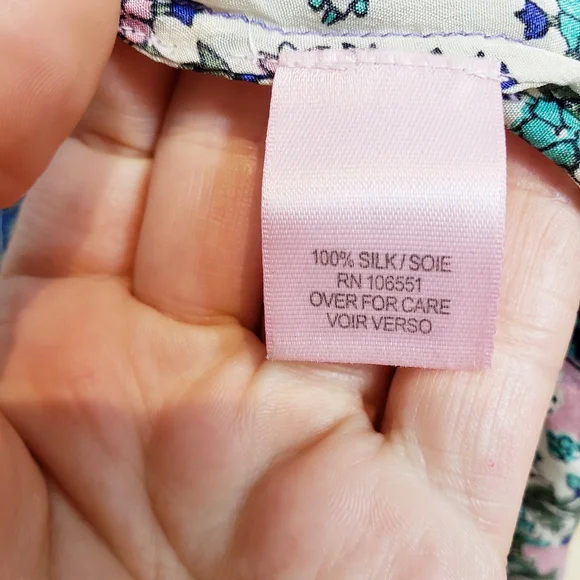 100% SILK/SOIE
RN 106551
OVER FOR CARE
VOIR VERSO